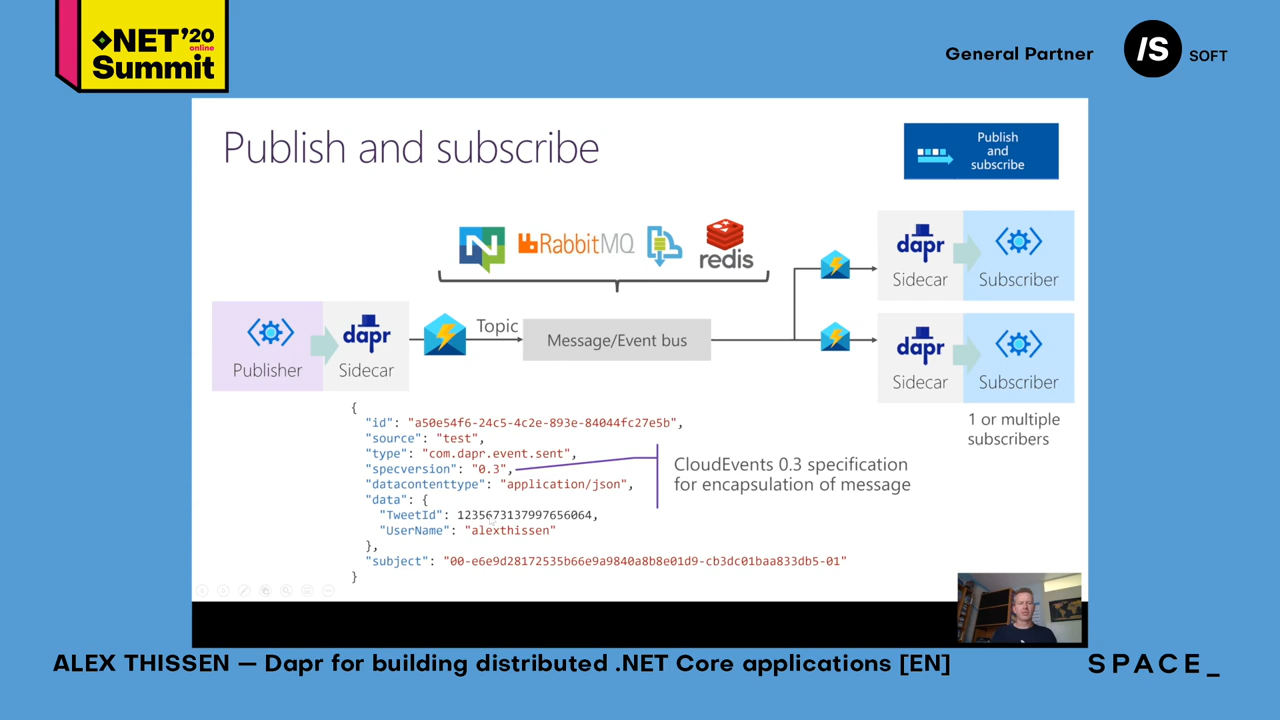 .NET'20
online
Summit
General Partner
/S
SOFT
Publish and subscribe
Publish
and
subscribe
N
RabbitMQ
redis
dapr
Sidecar
Subscriber
Topic
Message/Event bus
Publisher
dapr
Sidecar
dapr
Sidecar
Subscriber
1 or multiple
subscribers
{
"id": "a50e54f6-24c5-4c2e-893e-84044fc27e5b",
"source": "test",
"type": "com.dapr.event.sent",
"specversion": "0.3",
"datacontenttype": "application/json",
"data": {
"TweetId": 1235673137997656064,
"UserName": "alexthissen"
},
"subject": "00-e6e9d28172535b66e9a9840a8b8e01d9-cb3dc01baa833db5-01"
}
CloudEvents 0.3 specification
for encapsulation of message
ALEX THISSEN — Dapr for building distributed .NET Core applications [EN]
SPACE_